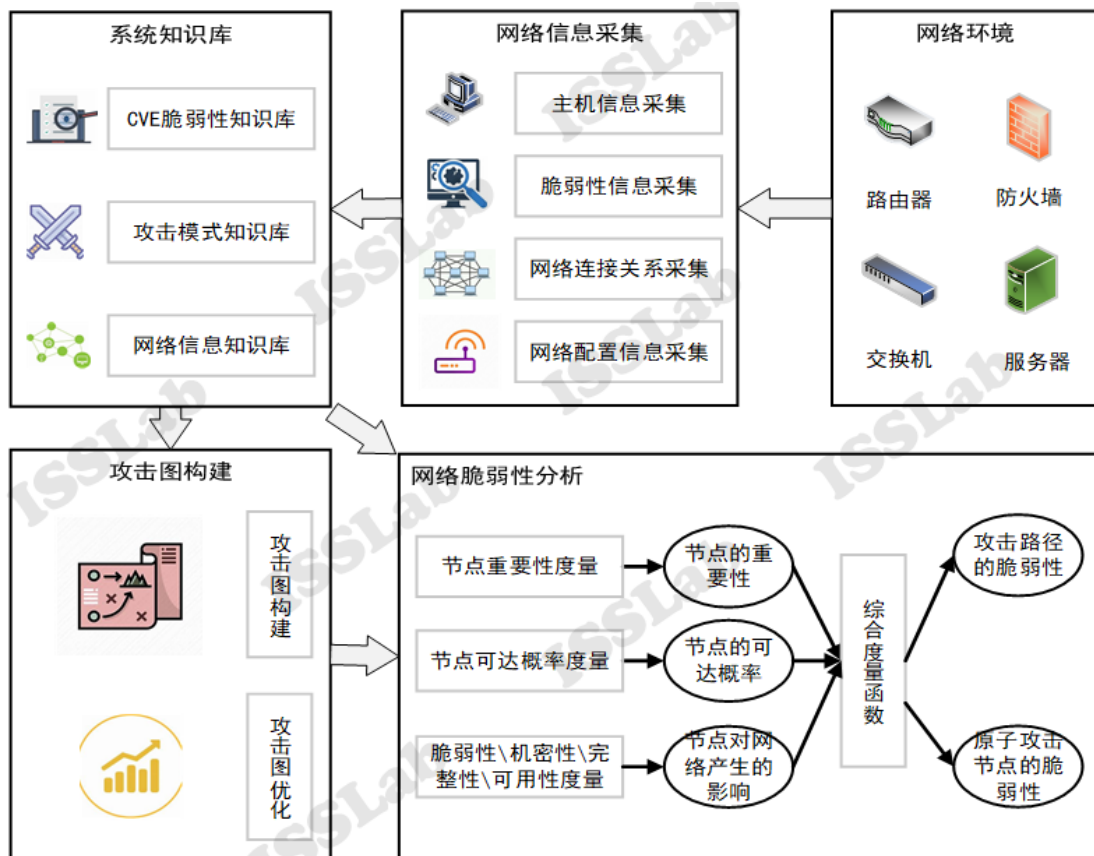 系统知识库
CVE脆弱性知识库
攻击模式知识库
网络信息知识库
网络信息采集
主机信息采集
脆弱性信息采集
网络连接关系采集
网络配置信息采集
网络环境
路由器
防火墙
交换机
服务器
攻击图构建
攻击图构建
攻击图优化
网络脆弱性分析
节点重要性度量
节点的重
要性
节点可达概率度量
节点的可
达概率
脆弱性\机密性\完
整性\可用性度量
节点对网
络产生的
影响
综合度量函数
攻击路径
的脆弱性
原子攻击
节点的脆
弱性
ISSLab
ISSLab
ISSLab
ISSLab
ISSLab
ISSLab
ISSLab
ISSLab
ISSLab